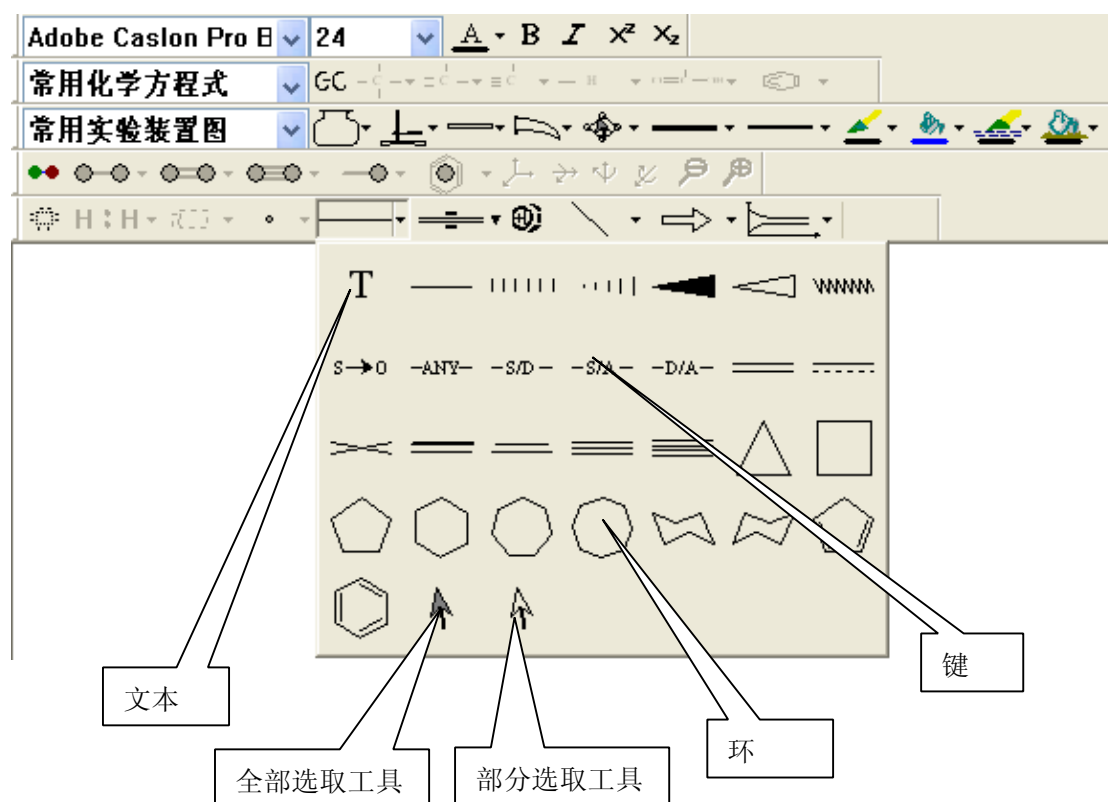 Adobe Caslon Pro B 24 A B I X² X₂
常用化学方程式 GC
常用实验装置图
H:H
T
S→O -ANY- -S/D- -S/A- -D/A-
键
文本
环
全部选取工具
部分选取工具